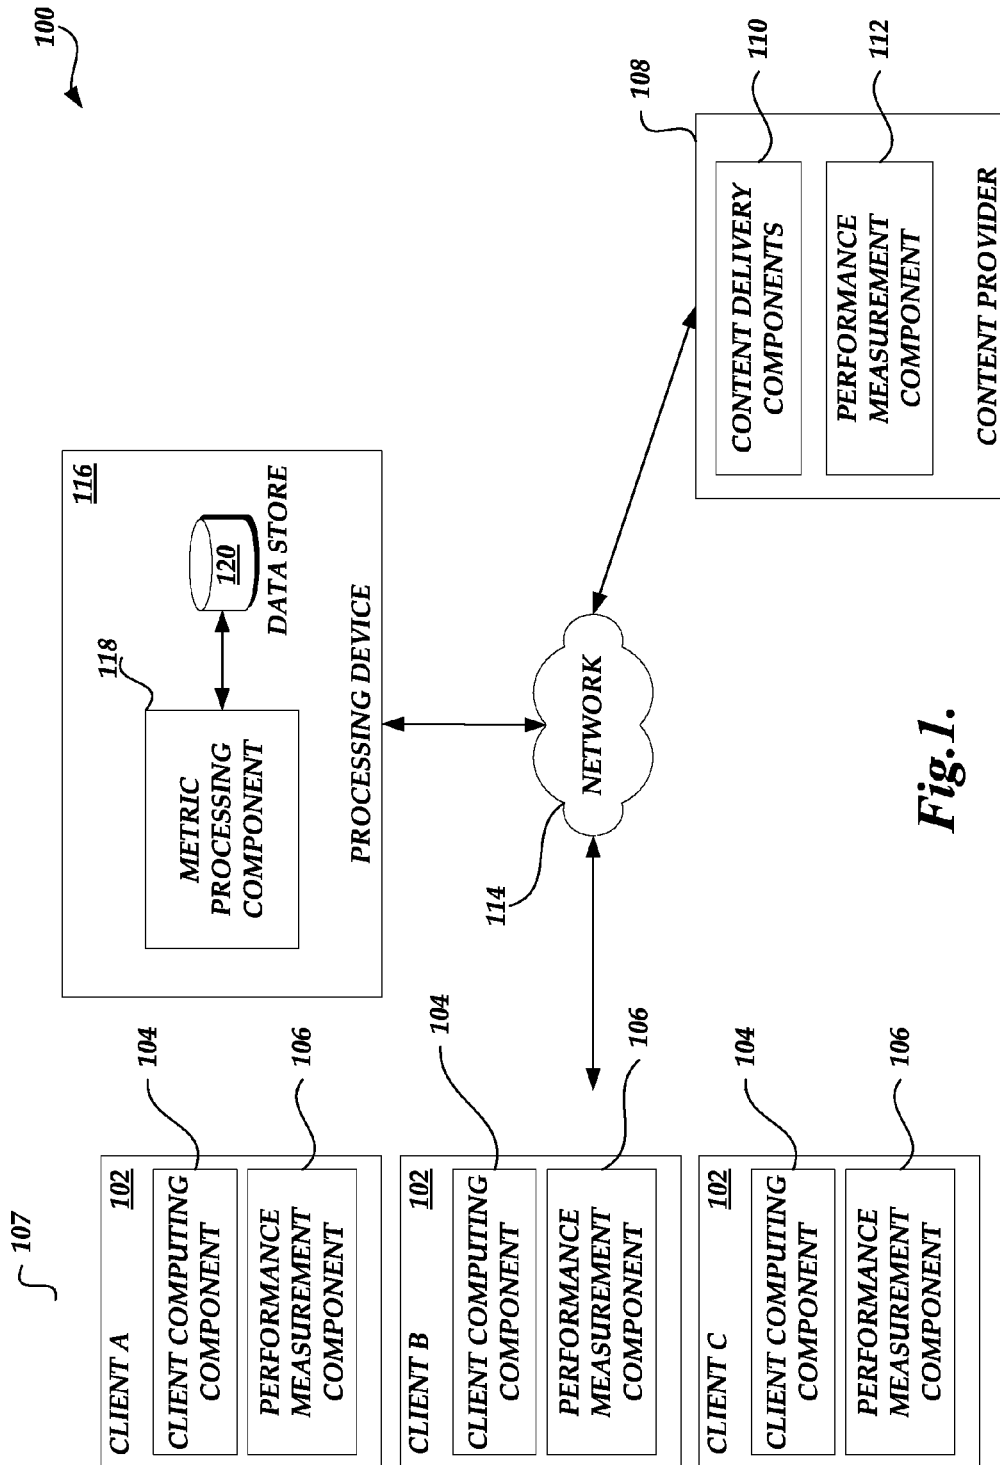 100
107
CLIENT A
102
CLIENT COMPUTING
COMPONENT
104
PERFORMANCE
MEASUREMENT
COMPONENT
106
CLIENT B
102
CLIENT COMPUTING
COMPONENT
104
PERFORMANCE
MEASUREMENT
COMPONENT
106
CLIENT C
102
CLIENT COMPUTING
COMPONENT
104
PERFORMANCE
MEASUREMENT
COMPONENT
106
116
118
METRIC
PROCESSING
COMPONENT
120
DATA STORE
PROCESSING DEVICE
114
NETWORK
108
CONTENT DELIVERY
COMPONENTS
110
PERFORMANCE
MEASUREMENT
COMPONENT
112
CONTENT PROVIDER
Fig.1.